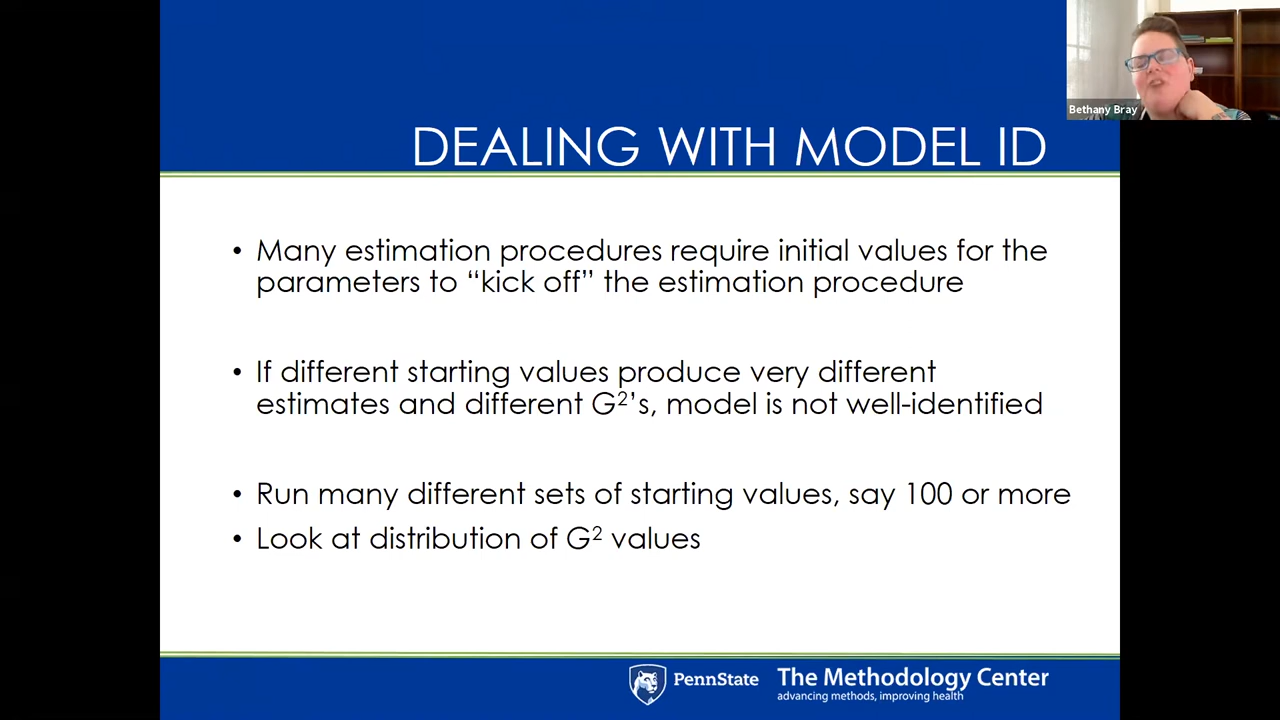 Bethany Bray
DEALING WITH MODEL ID
• Many estimation procedures require initial values for the
parameters to “kick off” the estimation procedure
• If different starting values produce very different
estimates and different G²’s, model is not well-identified
• Run many different sets of starting values, say 100 or more
• Look at distribution of G² values
PennState
The Methodology Center
advancing methods, improving health